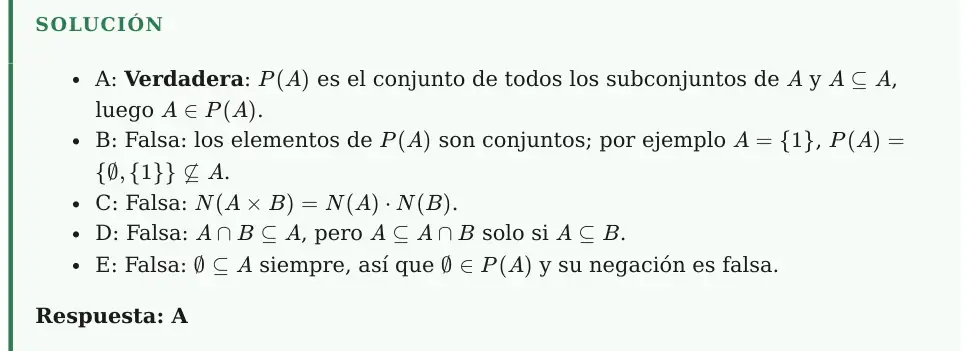 SOLUCIÓN
• A: Verdadera: P(A) es el conjunto de todos los subconjuntos de A y A ⊆ A,
luego A ∈ P(A).
• B: Falsa: los elementos de P(A) son conjuntos; por ejemplo A = {1}, P(A) =
{∅, {1}} ⊈ A.
• C: Falsa: N(A × B) = N(A) · N(B).
• D: Falsa: A ∩ B ⊆ A, pero A ⊆ A ∩ B solo si A ⊆ B.
• E: Falsa: ∅ ⊆ A siempre, así que ∅ ∈ P(A) y su negación es falsa.
Respuesta: A